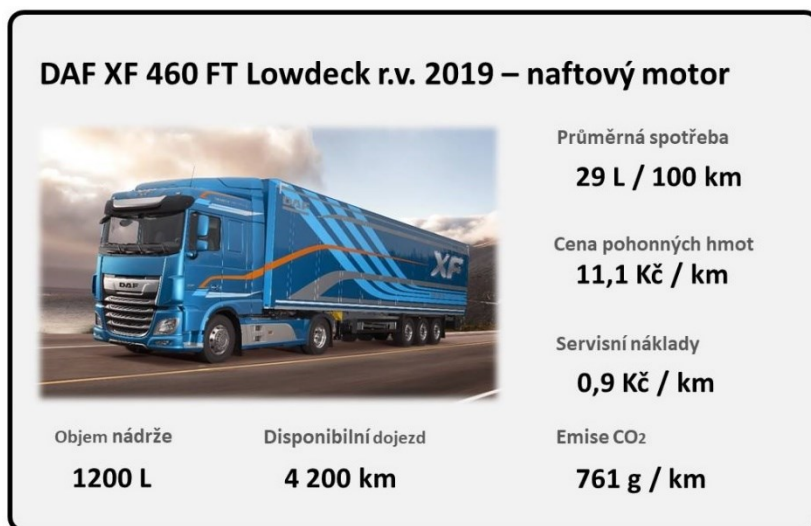 DAF XF 460 FT Lowdeck r.v. 2019 – naftový motor
Průměrná spotřeba
29 L / 100 km
Cena pohonných hmot
11,1 Kč / km
Servisní náklady
0,9 Kč / km
DAF
XF
Objem nádrže
1200 L
Disponibilní dojezd
4 200 km
Emise CO₂
761 g / km